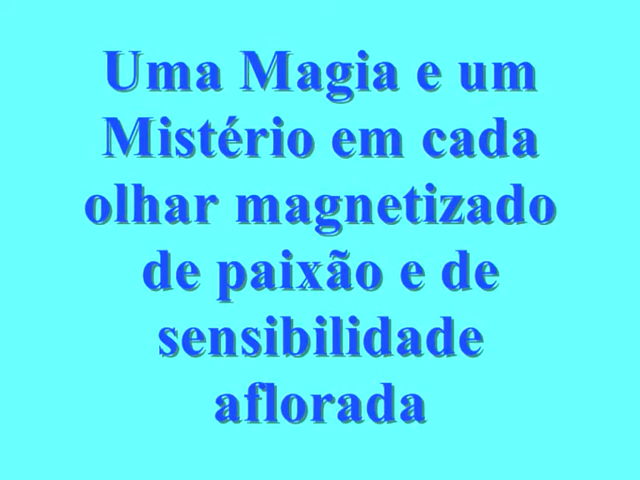 Uma Magia e um
Mistério em cada
olhar magnetizado
de paixão e de
sensibilidade
aflorada